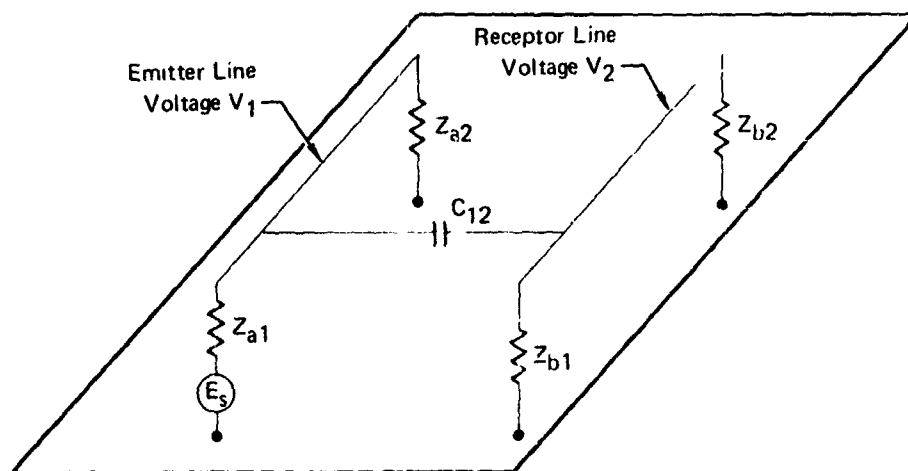 Emitter Line
Voltage V1
Receptor Line
Voltage V2
Za2
Zb2
C12
Za1
Zb1
Es